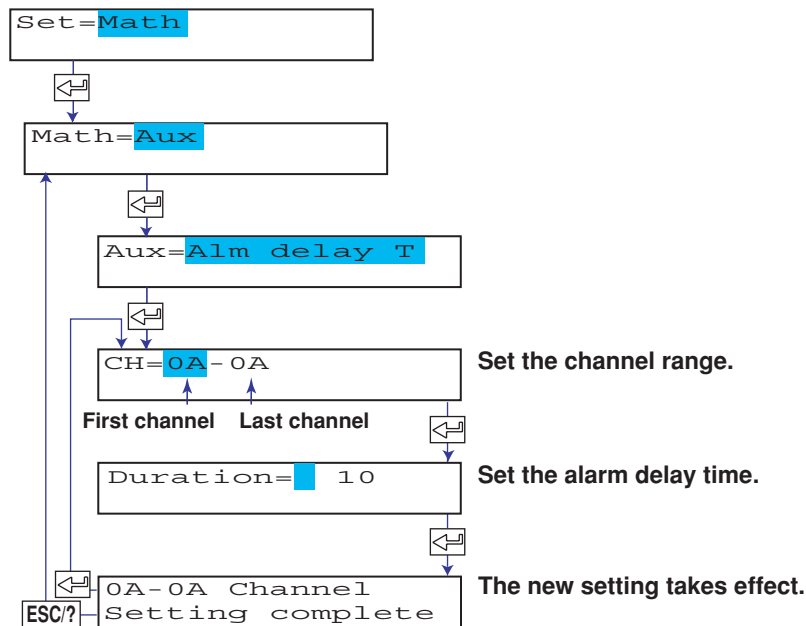 Set=Math
Math=Aux
Aux=Alm delay T
CH=0A-0A
Set the channel range.
First channel Last channel
Duration= 10
Set the alarm delay time.
0A-0A Channel
Setting complete
The new setting takes effect.
ESC/?